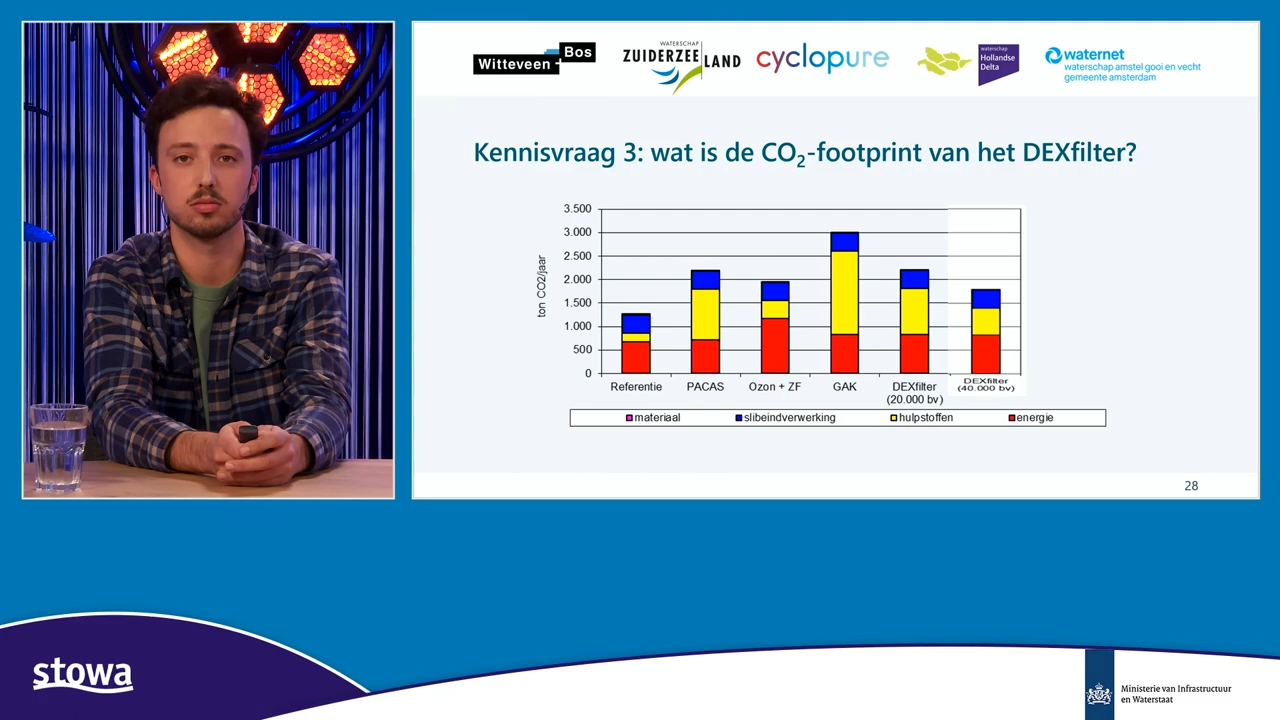 Witteveen + Bos
WATERSCHAP
ZUIDERZEELAND
cyclopure
waterschap
Hollandse
Delta
waternet
waterschap amstel gooi en vecht
gemeente amsterdam
Kennisvraag 3: wat is de CO₂-footprint van het DEXfilter?
ton CO2/jaar
3.500
3.000
2.500
2.000
1.500
1.000
500
0
Referentie
PACAS
Ozon + ZF
GAK
DEXfilter
(20.000 bv)
DEXfilter
(40.000 bv)
materiaal
slibeindverwerking
hulpstoffen
energie
28
stowa
Ministerie van Infrastructuur
en Waterstaat